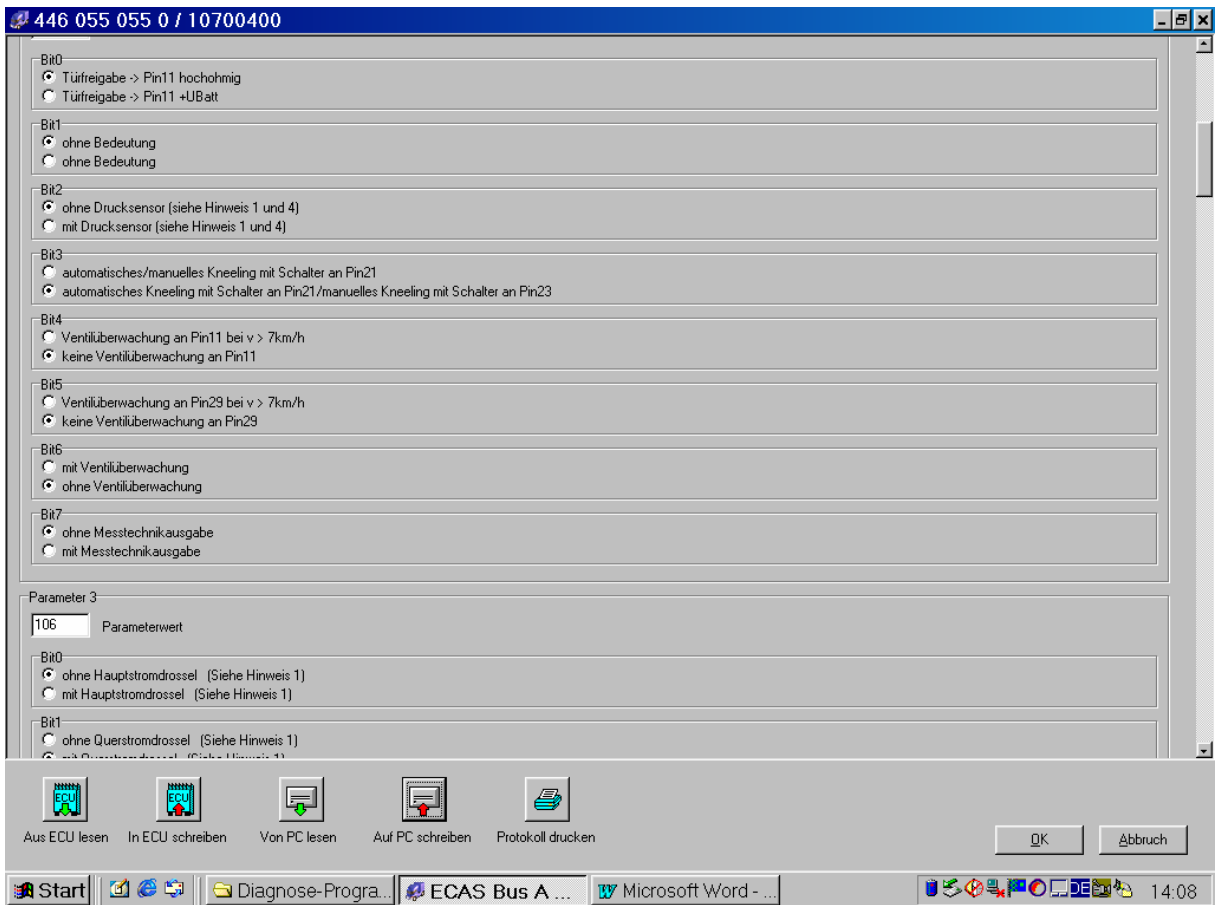 446 055 055 0 / 10700400
Bit0
Türfreigabe -> Pin11 hochohmig
Türfreigabe -> Pin11 +UBatt
Bit1
ohne Bedeutung
ohne Bedeutung
Bit2
ohne Drucksensor (siehe Hinweis 1 und 4)
mit Drucksensor (siehe Hinweis 1 und 4)
Bit3
automatisches/manuelles Kneeling mit Schalter an Pin21
automatisches Kneeling mit Schalter an Pin21/manuelles Kneeling mit Schalter an Pin23
Bit4
Ventilüberwachung an Pin11 bei v > 7km/h
keine Ventilüberwachung an Pin11
Bit5
Ventilüberwachung an Pin29 bei v > 7km/h
keine Ventilüberwachung an Pin29
Bit6
mit Ventilüberwachung
ohne Ventilüberwachung
Bit7
ohne Messtechnikausgabe
mit Messtechnikausgabe
Parameter 3
106 Parameterwert
Bit0
ohne Hauptstromdrossel (Siehe Hinweis 1)
mit Hauptstromdrossel (Siehe Hinweis 1)
Bit1
ohne Querstromdrossel (Siehe Hinweis 1)
mit Querstromdrossel (Siehe Hinweis 1)
ECU ECU
Aus ECU lesen In ECU schreiben Von PC lesen Auf PC schreiben Protokoll drucken OK Abbruch
Start Diagnose-Progra... ECAS Bus A ... Microsoft Word - ... DE 14:08